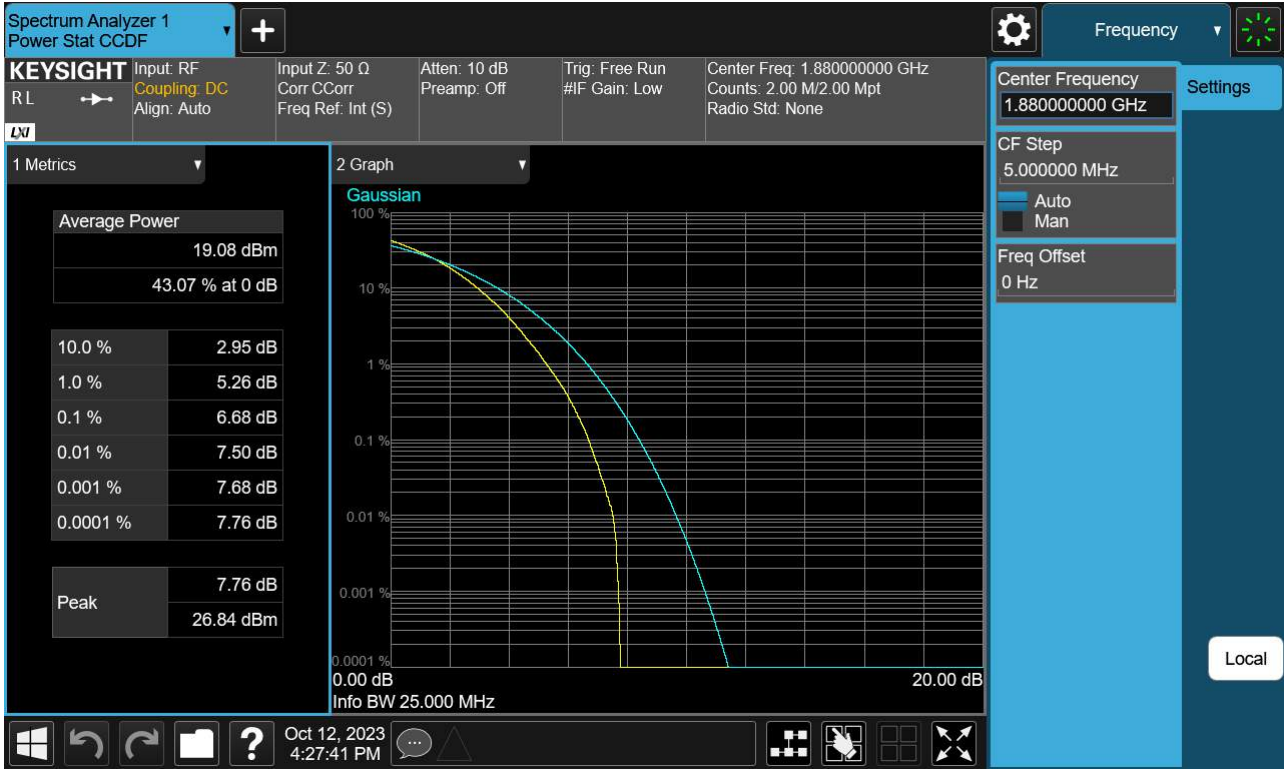 Spectrum Analyzer 1
Power Stat CCDF
+
Frequency
KEYSIGHT
RL
LXI
Input: RF
Coupling: DC
Align: Auto
Input Z: 50 Ω
Corr CCorr
Freq Ref: Int (S)
Atten: 10 dB
Preamp: Off
Trig: Free Run
#IF Gain: Low
Center Freq: 1.880000000 GHz
Counts: 2.00 M/2.00 Mpt
Radio Std: None
Center Frequency
1.880000000 GHz
Settings
CF Step
5.000000 MHz
Auto
Man
Freq Offset
0 Hz
Local
1 Metrics
Average Power
19.08 dBm
43.07 % at 0 dB
10.0 % 2.95 dB
1.0 % 5.26 dB
0.1 % 6.68 dB
0.01 % 7.50 dB
0.001 % 7.68 dB
0.0001 % 7.76 dB
Peak
7.76 dB
26.84 dBm
2 Graph
Gaussian
100 %
10 %
1 %
0.1 %
0.01 %
0.001 %
0.0001 %
0.00 dB 20.00 dB
Info BW 25.000 MHz
?
Oct 12, 2023
4:27:41 PM